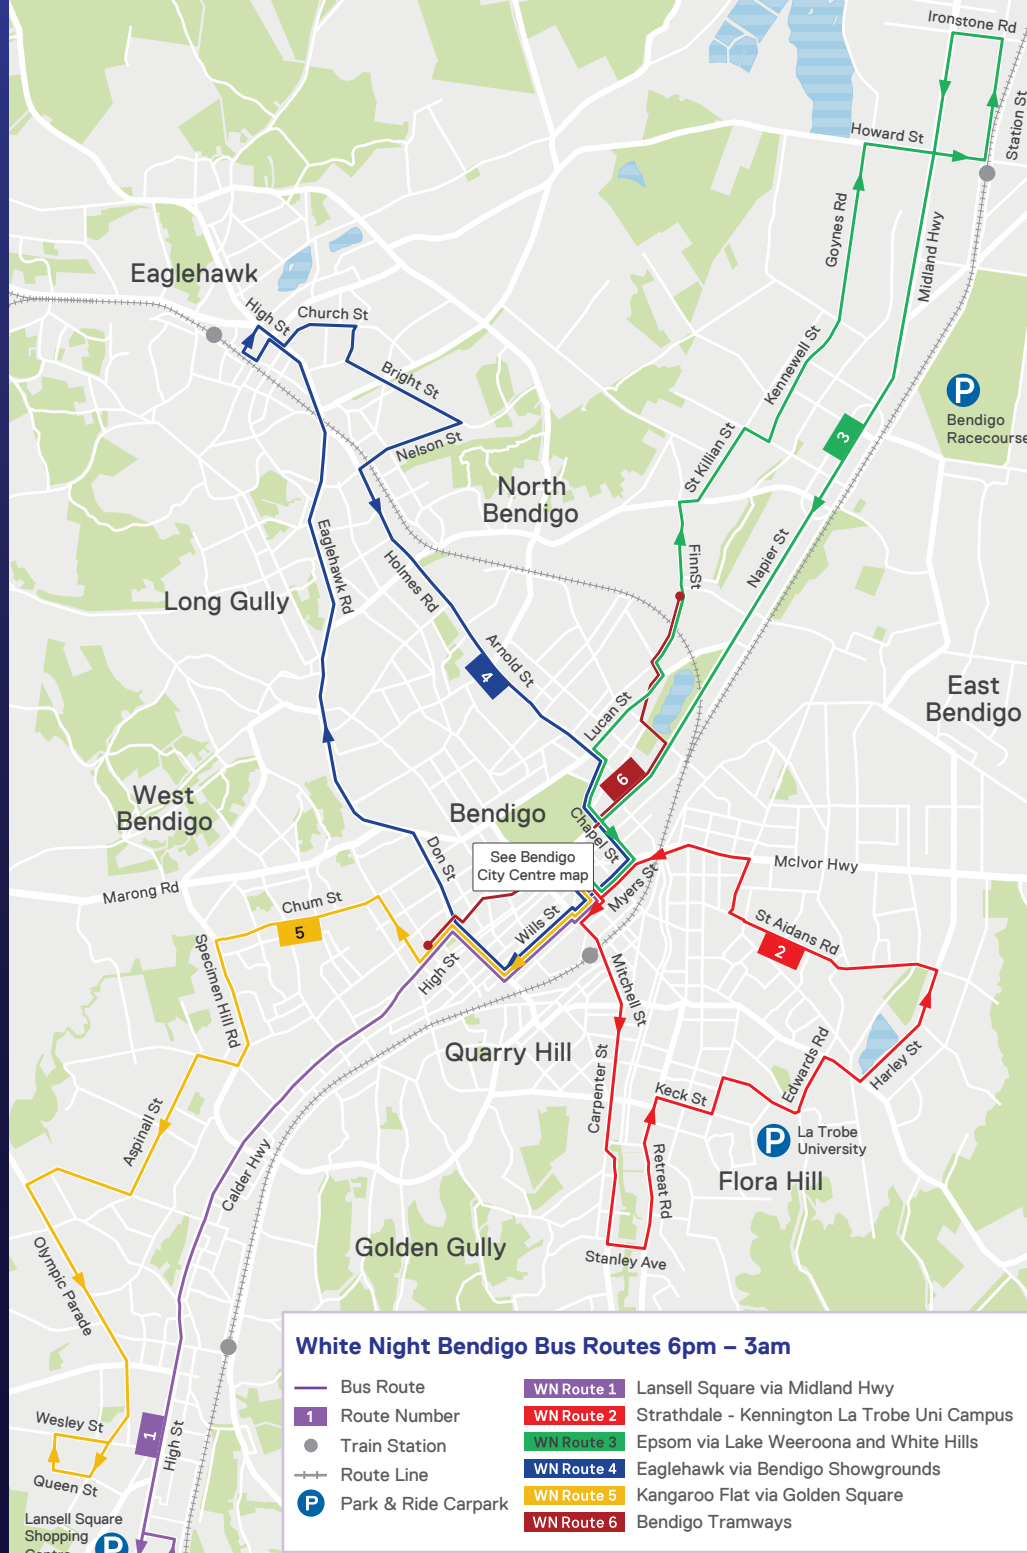 Ironstone Rd
Station St
Howard St
Goynes Rd
Midland Hwy
Eaglehawk
High St
Church St
Kennewell St
Bright St
P
Bendigo
Racecourse
3
St Killian St
Nelson St
North
Bendigo
Eaglehawk Rd
Holmes Rd
FinnSt
Napier St
Long Gully
Arnold St
4
East
Bendigo
Lucan St
West
Bendigo
6
Bendigo
Chapel St
Don St
See Bendigo
City Centre map
McIvor Hwy
Myers St
Marong Rd
Chum St
5
Wills St
St Aidans Rd
2
Specimen Hill Rd
High St
Mitchell St
Quarry Hill
Carpenter St
Edwards Rd
Harley St
Keck St
Aspinall St
P
La Trobe
University
Retreat Rd
Calder Hwy
Flora Hill
Golden Gully
Olympic Parade
Stanley Ave
Wesley St
1
High St
Queen St
Lansell Square
Shopping
P
White Night Bendigo Bus Routes 6pm – 3am
Bus Route
1 Route Number
Train Station
Route Line
P Park & Ride Carpark
WN Route 1 Lansell Square via Midland Hwy
WN Route 2 Strathdale - Kennington La Trobe Uni Campus
WN Route 3 Epsom via Lake Weeroona and White Hills
WN Route 4 Eaglehawk via Bendigo Showgrounds
WN Route 5 Kangaroo Flat via Golden Square
WN Route 6 Bendigo Tramways